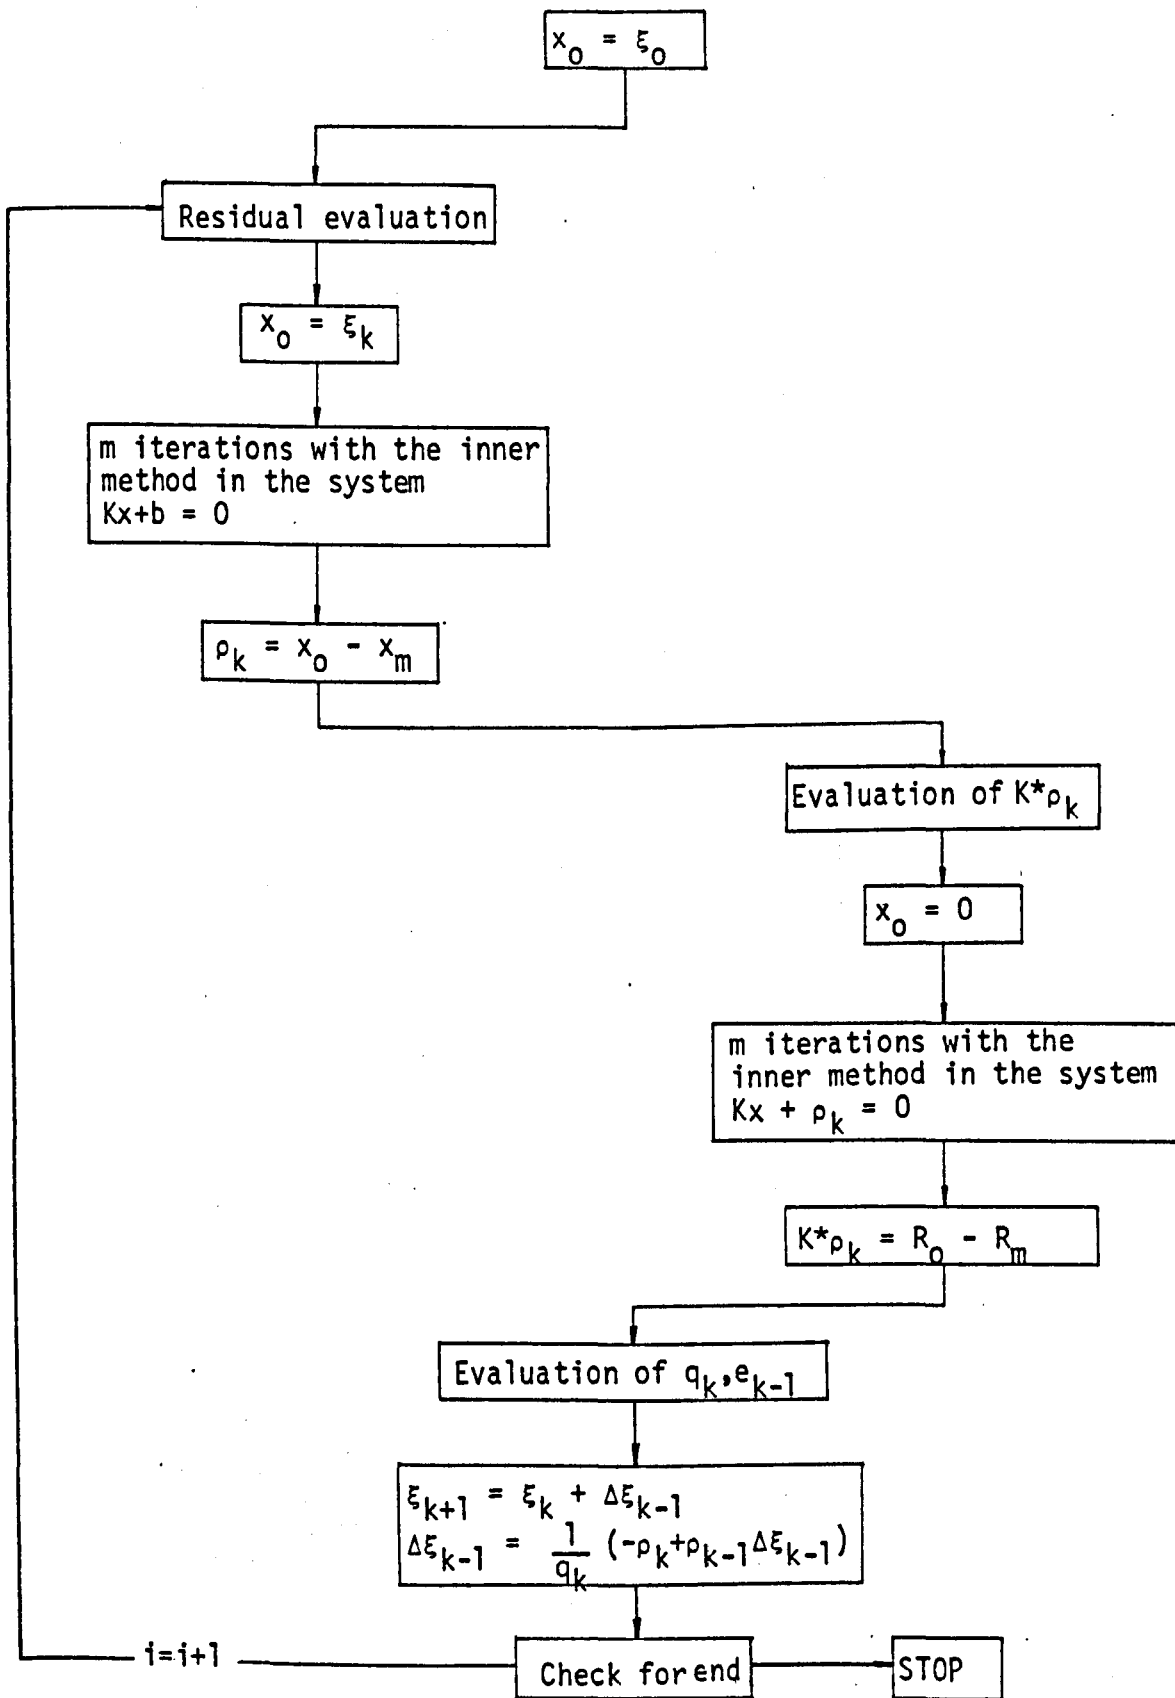 x₀ = ξ₀
Residual evaluation
x₀ = ξₖ
m iterations with the inner
method in the system
Kx+b = 0
ρₖ = x₀ - xₘ
Evaluation of K*ρₖ
x₀ = 0
m iterations with the
inner method in the system
Kx + ρₖ = 0
K*ρₖ = R₀ - Rₘ
Evaluation of qₖ,eₖ₋₁
ξₖ₊₁ = ξₖ + Δξₖ₋₁
Δξₖ₋₁ = 1/qₖ (-ρₖ+ρₖ₋₁Δξₖ₋₁)
i=i+1
Check for end
STOP